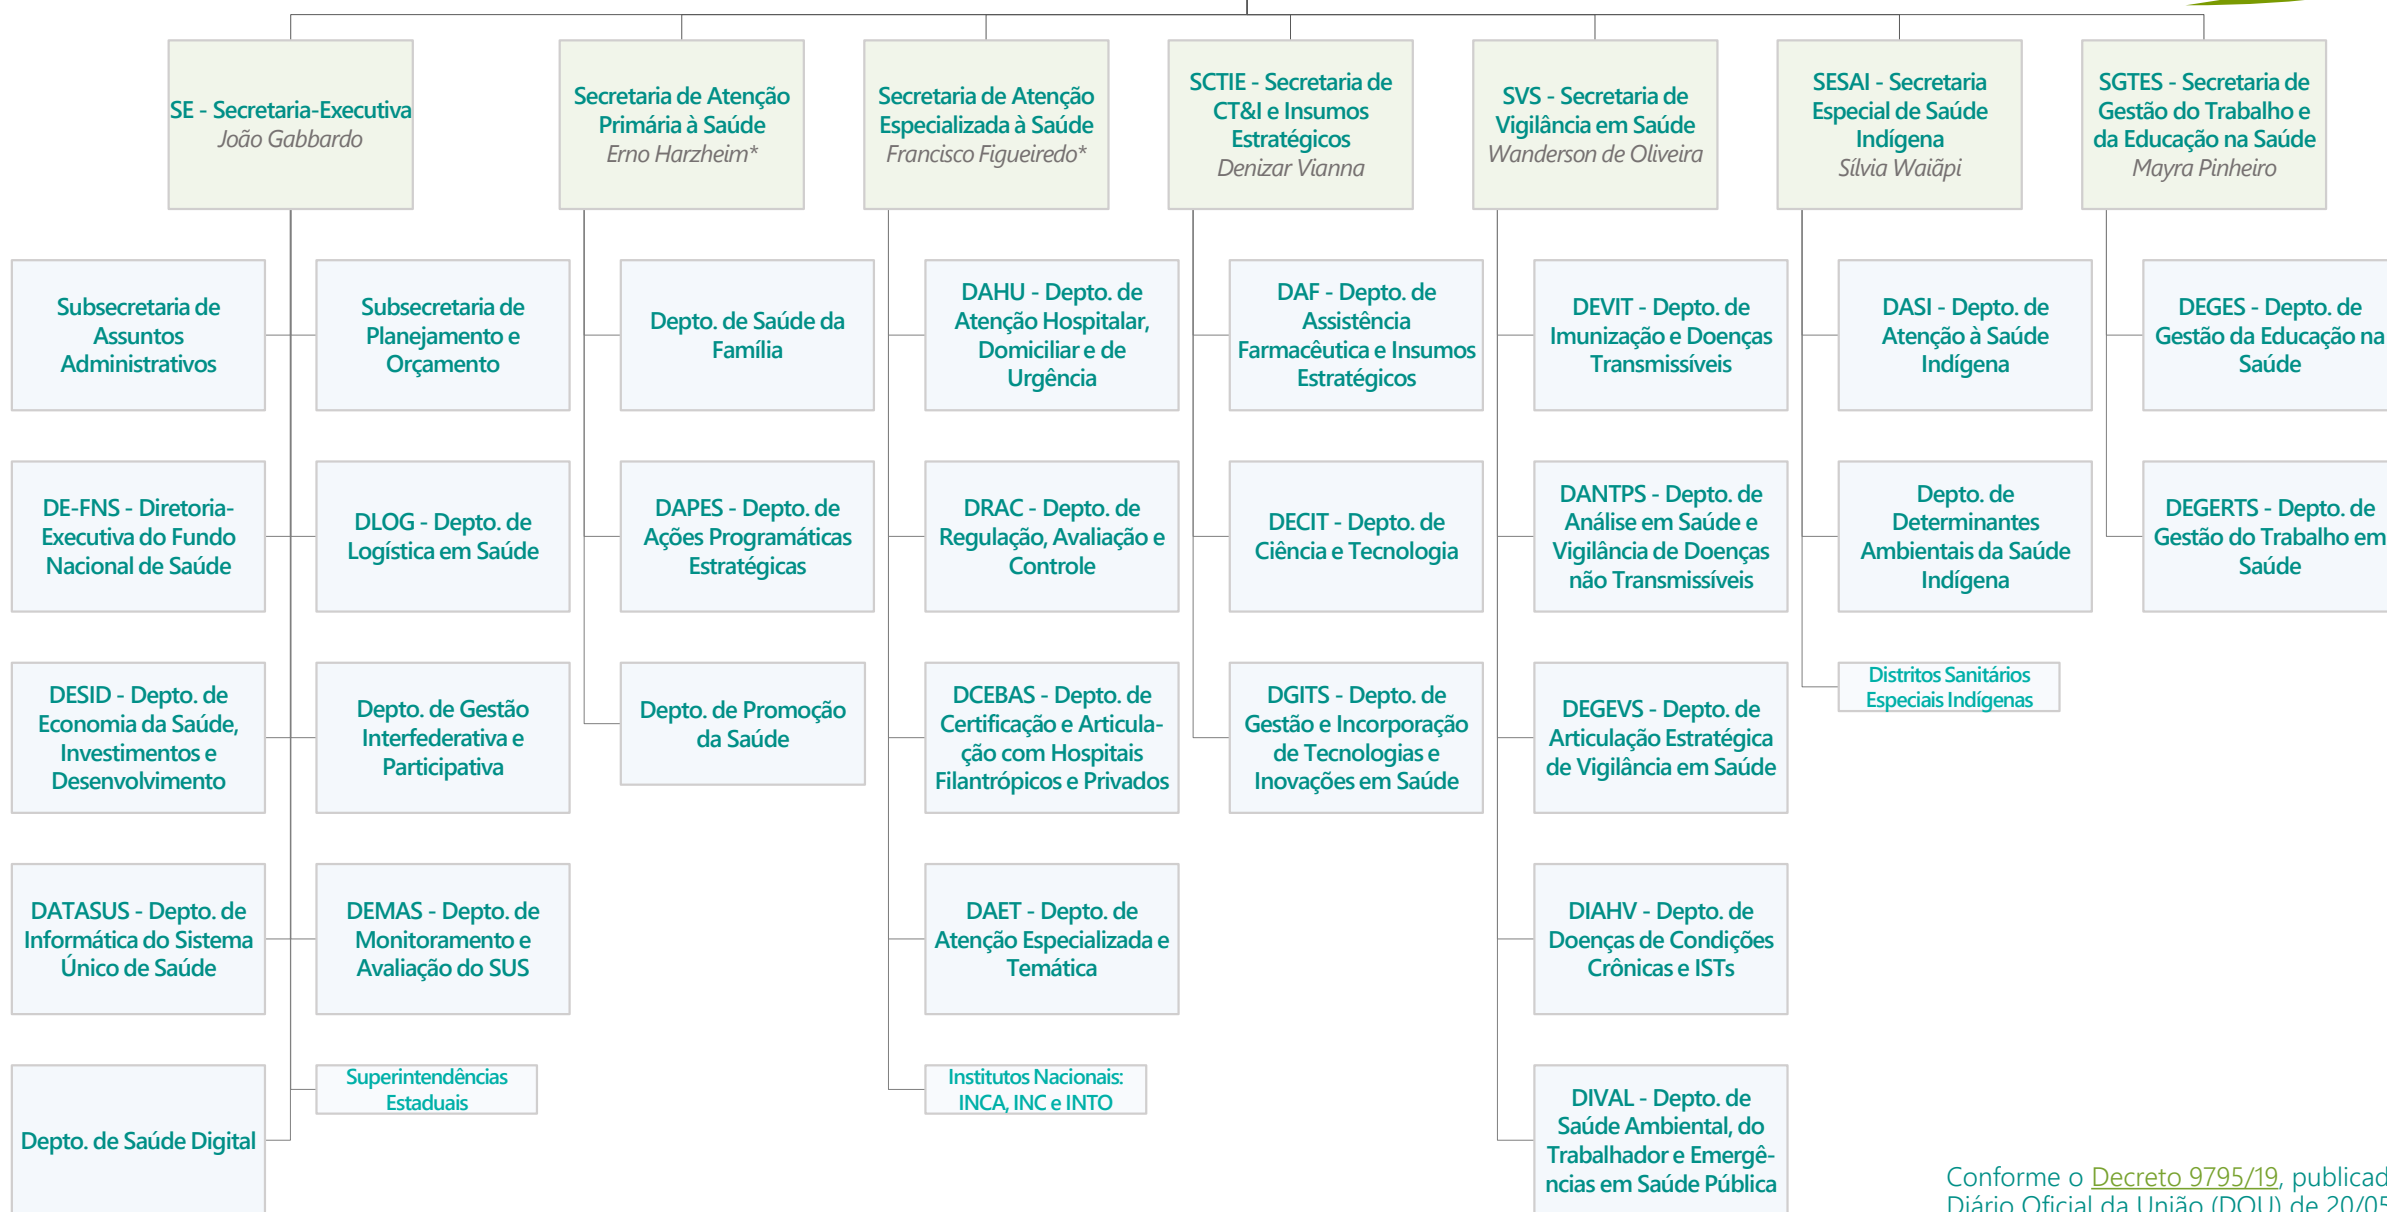 SE - Secretaria-Executiva
João Gabbardo
Secretaria de Atenção
Primária à Saúde
Erno Harzheim*
Secretaria de Atenção
Especializada à Saúde
Francisco Figueiredo*
SCTIE - Secretaria de
CT&I e Insumos
Estratégicos
Denizar Vianna
SVS - Secretaria de
Vigilância em Saúde
Wanderson de Oliveira
SESAI - Secretaria
Especial de Saúde
Indígena
Sílvia Waiãpi
SGTES - Secretaria de
Gestão do Trabalho e
da Educação na Saúde
Mayra Pinheiro
Subsecretaria de
Assuntos
Administrativos
Subsecretaria de
Planejamento e
Orçamento
Depto. de Saúde da
Família
DAHU - Depto. de
Atenção Hospitalar,
Domiciliar e de
Urgência
DAF - Depto. de
Assistência
Farmacêutica e Insumos
Estratégicos
DEVIT - Depto. de
Imunização e Doenças
Transmissíveis
DASI - Depto. de
Atenção à Saúde
Indígena
DEGES - Depto. de
Gestão da Educação na
Saúde
DE-FNS - Diretoria-
Executiva do Fundo
Nacional de Saúde
DLOG - Depto. de
Logística em Saúde
DAPES - Depto. de
Ações Programáticas
Estratégicas
DRAC - Depto. de
Regulação, Avaliação e
Controle
DECIT - Depto. de
Ciência e Tecnologia
DANTPS - Depto. de
Análise em Saúde e
Vigilância de Doenças
não Transmissíveis
Depto. de
Determinantes
Ambientais da Saúde
Indígena
DEGERTS - Depto. de
Gestão do Trabalho em
Saúde
DESID - Depto. de
Economia da Saúde,
Investimentos e
Desenvolvimento
Depto. de Gestão
Interfederativa e
Participativa
Depto. de Promoção
da Saúde
DCEBAS - Depto. de
Certificação e Articula-
ção com Hospitais
Filantrópicos e Privados
DGITS - Depto. de
Gestão e Incorporação
de Tecnologias e
Inovações em Saúde
DEGEVS - Depto. de
Articulação Estratégica
de Vigilância em Saúde
Distritos Sanitários
Especiais Indígenas
DATASUS - Depto. de
Informática do Sistema
Único de Saúde
DEMAS - Depto. de
Monitoramento e
Avaliação do SUS
DAET - Depto. de
Atenção Especializada e
Temática
DIAHV - Depto. de
Doenças de Condições
Crônicas e ISTs
Depto. de Saúde Digital
Superintendências
Estaduais
Institutos Nacionais:
INCA, INC e INTO
DIVAL - Depto. de
Saúde Ambiental, do
Trabalhador e Emergê-
ncias em Saúde Pública
Conforme o Decreto 9795/19, publicad
Diário Oficial da União (DOU) de 20/05